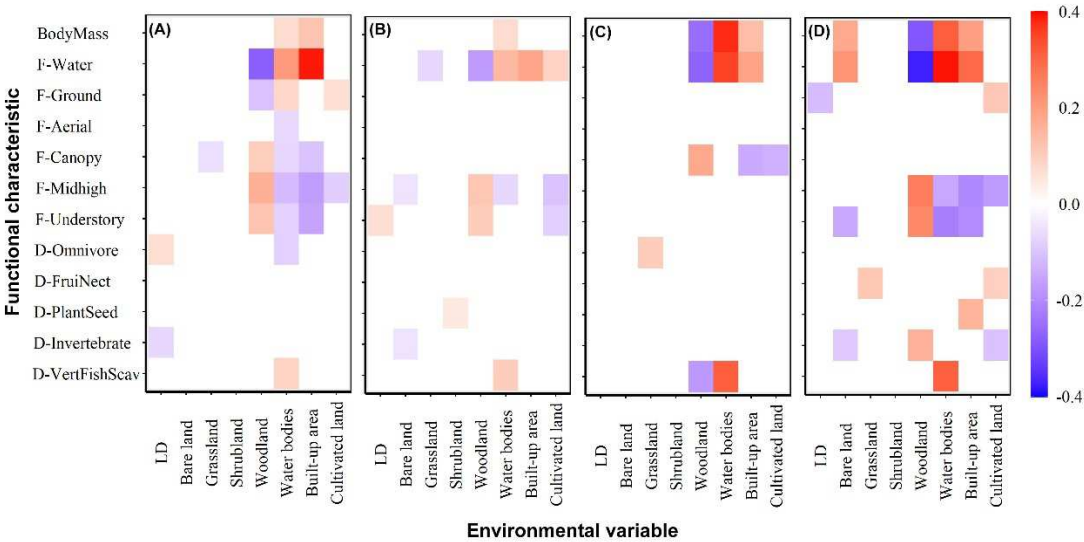 (A)
(B)
(C)
(D)
Functional characteristic
BodyMass
F-Water
F-Ground
F-Aerial
F-Canopy
F-Midhigh
F-Understory
D-Omnivore
D-FruiNect
D-PlantSeed
D-Invertebrate
D-VertFishScav
LD
Bare land
Grassland
Shrubland
Woodland
Water bodies
Built-up area
Cultivated land
LD
Bare land
Grassland
Shrubland
Woodland
Water bodies
Built-up area
Cultivated land
LD
Bare land
Grassland
Shrubland
Woodland
Water bodies
Built-up area
Cultivated land
LD
Bare land
Grassland
Shrubland
Woodland
Water bodies
Built-up area
Cultivated land
Environmental variable
0.4
0.2
0.0
-0.2
-0.4